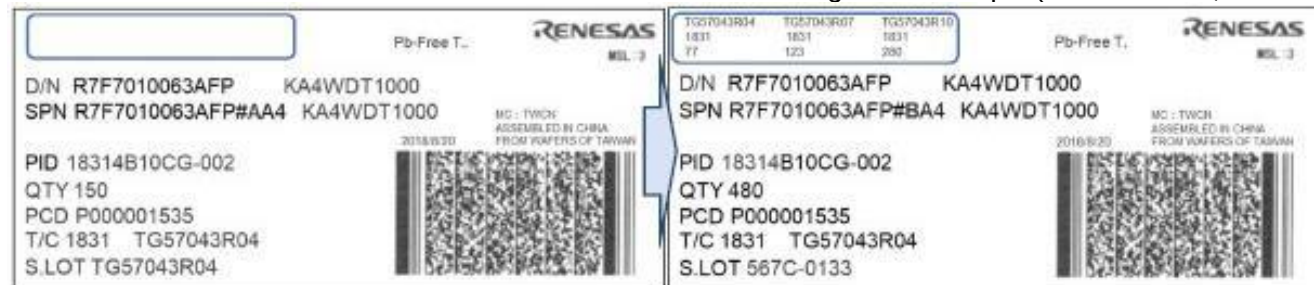 Pb-Free T..
RENESAS
MSL :3
D/N R7F7010063AFP KA4WDT1000
SPN R7F7010063AFP#AA4 KA4WDT1000
MC : TWCN
ASSEMBLED IN CHINA
FROM WAFERS OF TAIWAN
2018/8/20
PID 18314B10CG-002
QTY 150
PCD P000001535
T/C 1831 TG57043R04
S.LOT TG57043R04
TG57043R04 TG57043R07 TG57043R10
1831 1831 1831
77 123 280
Pb-Free T.
RENESAS
MSL :3
D/N R7F7010063AFP KA4WDT1000
SPN R7F7010063AFP#BA4 KA4WDT1000
MC : TWCN
ASSEMBLED IN CHINA
FROM WAFERS OF TAIWAN
2018/8/20
PID 18314B10CG-002
QTY 480
PCD P000001535
T/C 1831 TG57043R04
S.LOT 567C-0133